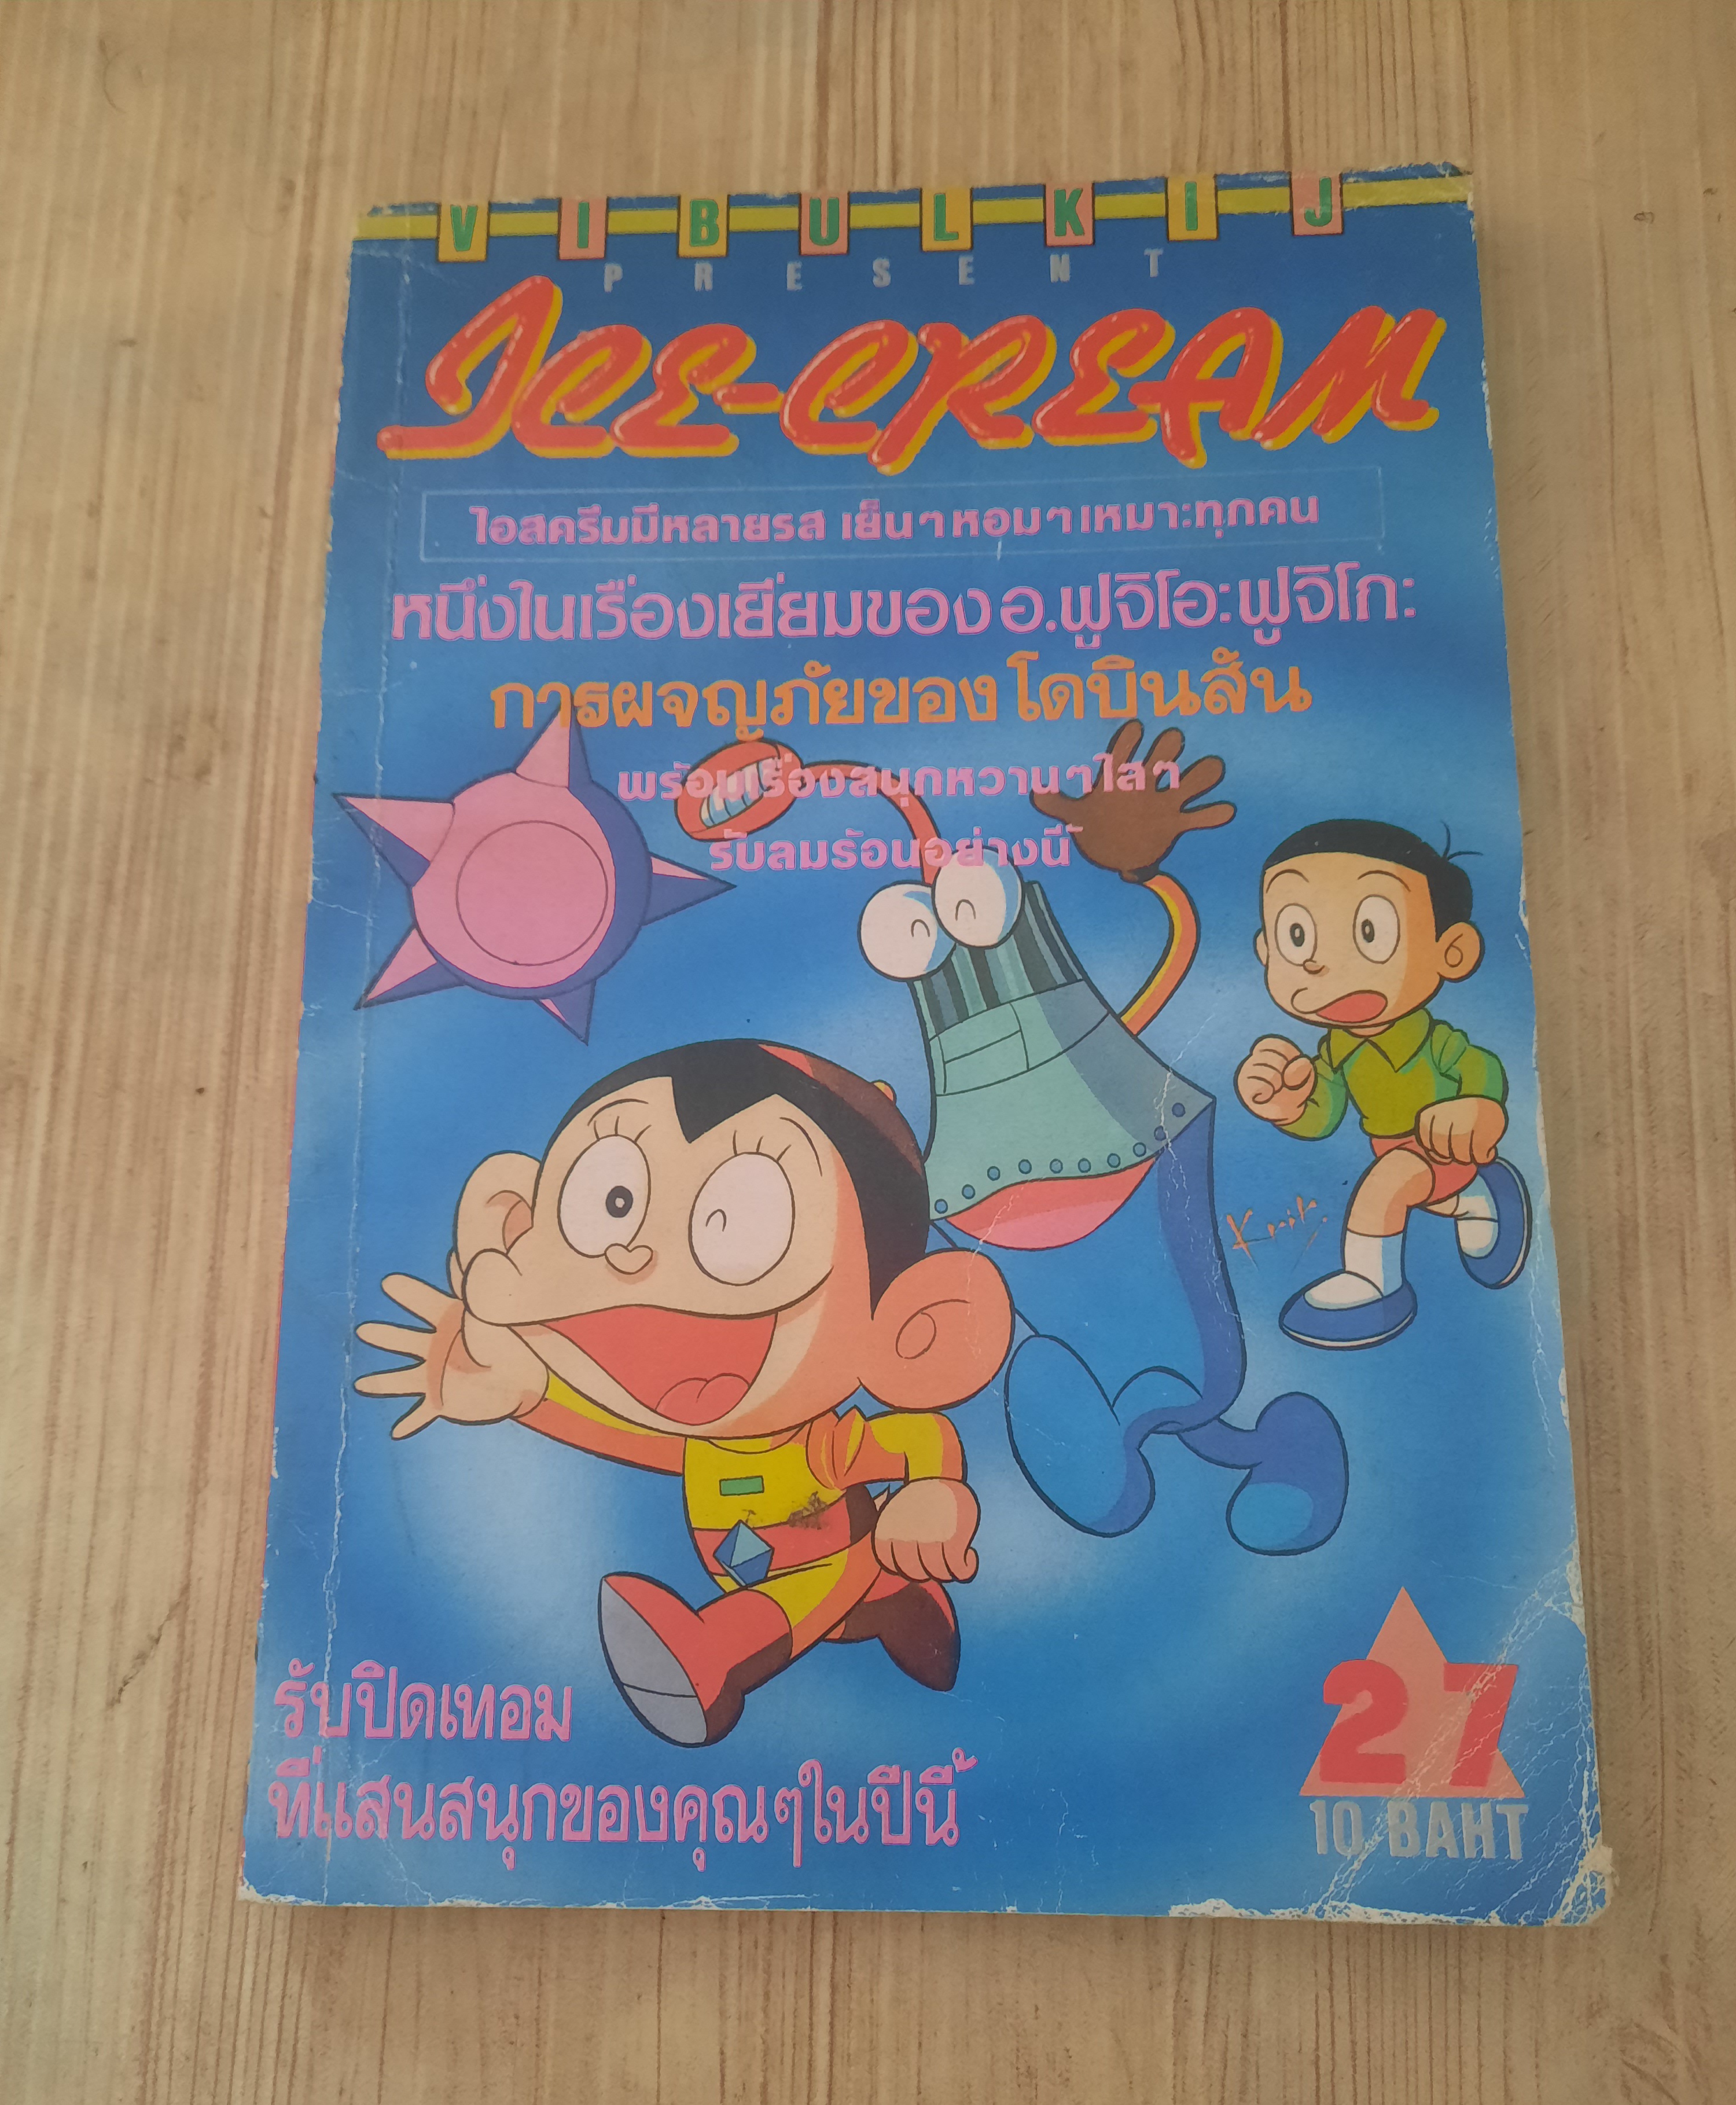 VIBULKIJ
PRESENT
ICE-CREAM
ไอสครีมมีหลายรส เย็นๆหอมๆเหมาะทุกคน
หนึ่งในเรื่องเยี่ยมของ อ.ฟูจิโอะฟูจิโกะ
การผจญภัยของโดบินสัน
พร้อมเรื่องสนุกหวานๆใสๆ
รับลมร้อนอย่างนี้
รับปิดเทอม
ที่แสนสนุกของคุณๆในปีนี้
27
10 BAHT